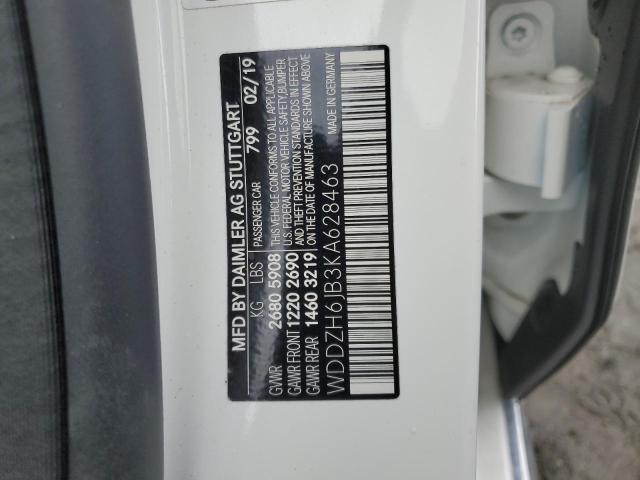 MFD BY DAIMLER AG STUTTGART
KG LBS PASSENGER CAR 799 02/19
GVWR 2680 5908 THIS VEHICLE CONFORMS TO ALL APPLICABLE
GAWR FRONT 1220 2690 U.S. FEDERAL MOTOR VEHICLE SAFETY, BUMPER
AND THEFT PREVENTION STANDARDS IN EFFECT
GAWR REAR 1460 3219 ON THE DATE OF MANUFACTURE SHOWN ABOVE
WDDZH6JB3KA628463 MADE IN GERMANY